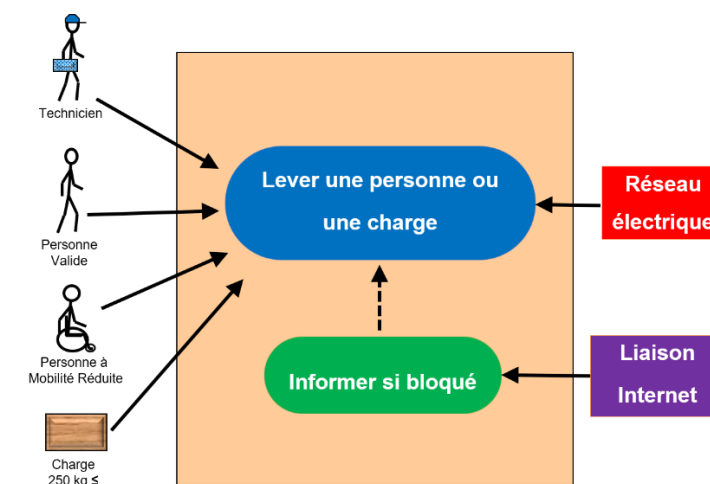 Technicien
Personne
Valide
Personne à
Mobilité Réduite
Charge
250 kg ≤
Lever une personne ou
une charge
Informer si bloqué
Réseau
électrique
Liaison
Internet